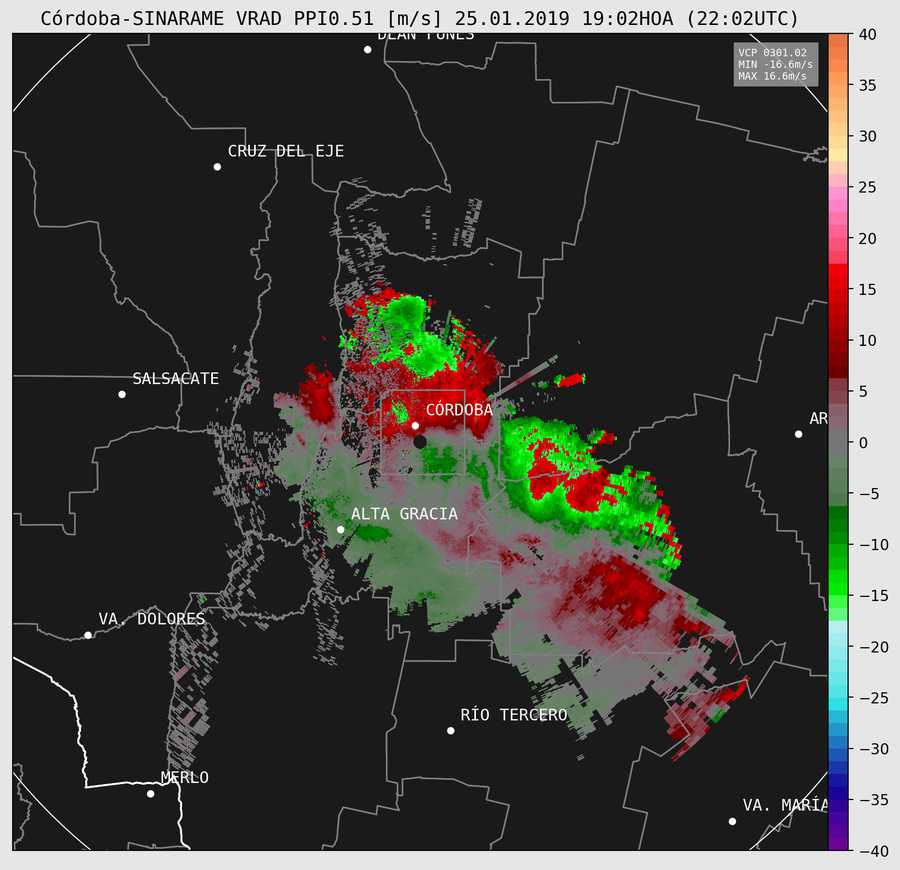 Córdoba-SINARAME VRAD PPI0.51 [m/s] 25.01.2019 19:02HOA (22:02UTC)
DEAN FUNES
VCP 0301.02
MIN -16.6m/s
MAX 16.6m/s
CRUZ DEL EJE
SALSACATE
CÓRDOBA
AR
ALTA GRACIA
VA. DOLORES
RÍO TERCERO
MERLO
VA. MARÍA
40
35
30
25
20
15
10
5
0
−5
−10
−15
−20
−25
−30
−35
−40